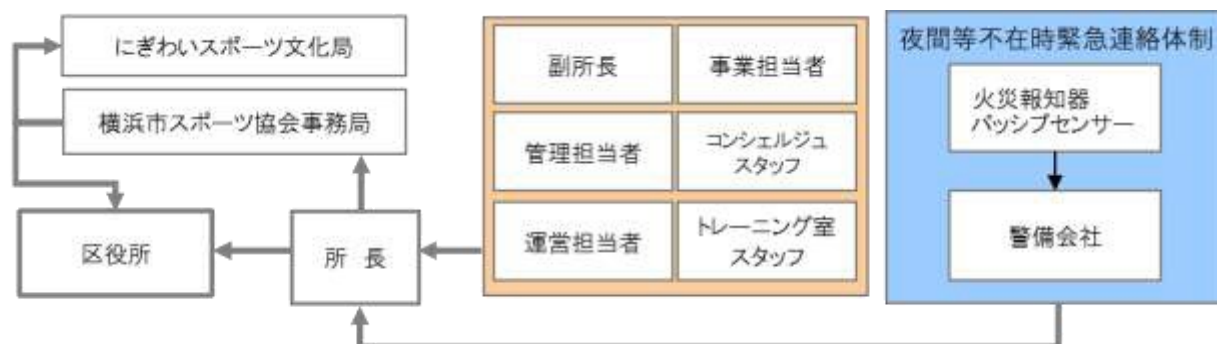 にぎわいスポーツ文化局
横浜市スポーツ協会事務局
区役所
所 長
副所長
事業担当者
管理担当者
コンシェルジュ
スタッフ
運営担当者
トレーニング室
スタッフ
夜間等不在時緊急連絡体制
火災報知器
パッシブセンサー
警備会社